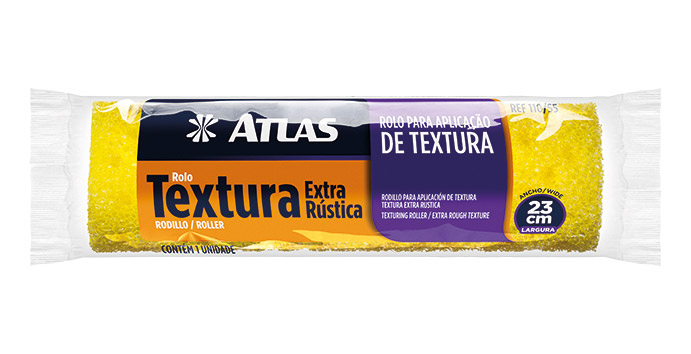 ATLAS
Rolo
Textura Extra
Rústica
RODILLO / ROLLER
CONTÉM 1 UNIDADE
ROLO PARA APLICAÇÃO
DE TEXTURA
RODILLO PARA APLICACIÓN DE TEXTURA
TEXTURA EXTRA RÚSTICA
TEXTURING ROLLER / EXTRA ROUGH TEXTURE
REF 110/55
ANCHO/WIDE
23
cm
LARGURA